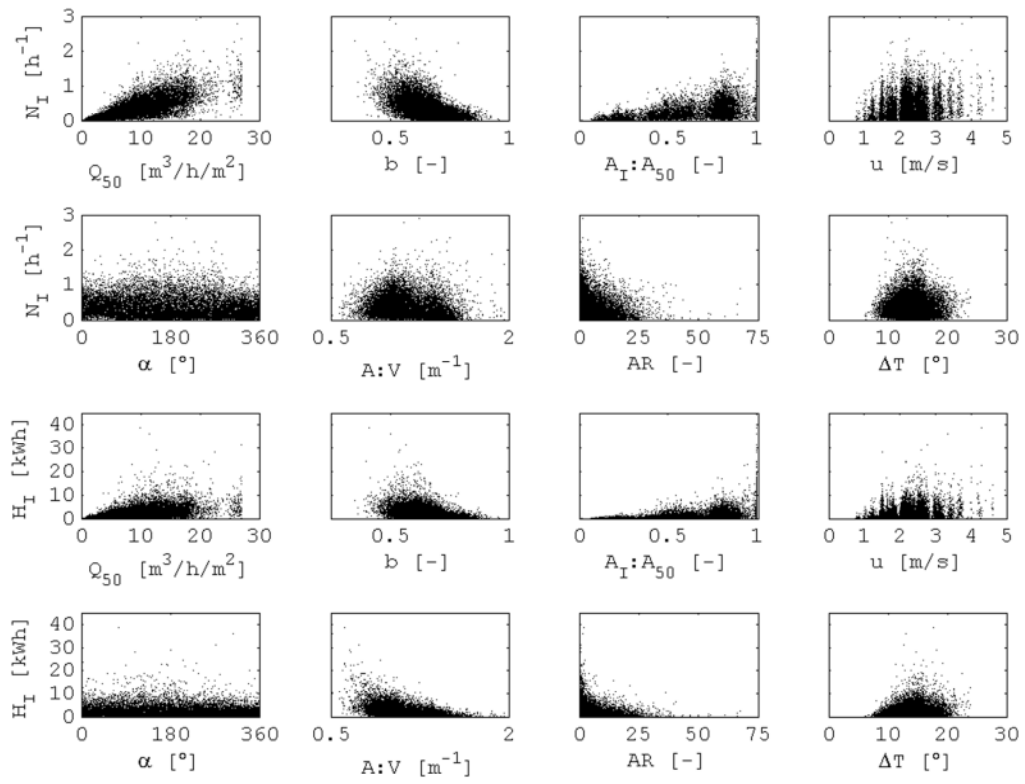 N_I [h^-1]
3
2
1
0
0 10 20 30
0.5 1
0 0.5 1
0 1 2 3 4 5
Q_50 [m^3/h/m^2]
b [-]
A_I:A_50 [-]
u [m/s]
N_I [h^-1]
3
2
1
0
0 180 360
0.5 2
0 25 50 75
0 10 20 30
α [°]
A:V [m^-1]
AR [-]
ΔT [°]
H_I [kWh]
40
30
20
10
0
0 10 20 30
0.5 1
0 0.5 1
0 1 2 3 4 5
Q_50 [m^3/h/m^2]
b [-]
A_I:A_50 [-]
u [m/s]
H_I [kWh]
40
30
20
10
0
0 180 360
0.5 2
0 25 50 75
0 10 20 30
α [°]
A:V [m^-1]
AR [-]
ΔT [°]